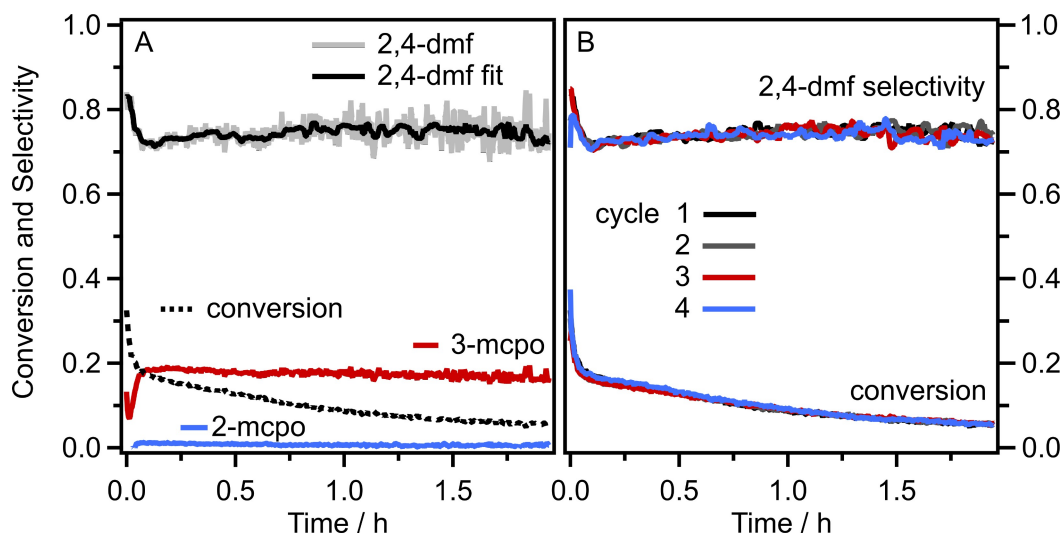 Conversion and Selectivity
1.0
0.8
0.6
0.4
0.2
0.0
A
2,4-dmf
2,4-dmf fit
conversion
3-mcpo
2-mcpo
0.0 0.5 1.0 1.5
Time / h
B
2,4-dmf selectivity
cycle 1
2
3
4
conversion
0.0 0.5 1.0 1.5
Time / h
1.0
0.8
0.6
0.4
0.2
0.0